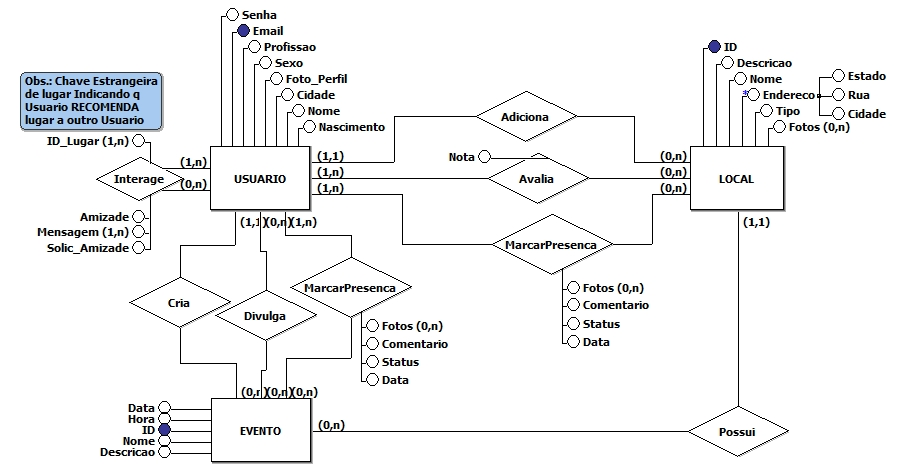 Senha
Email
Profissao
Sexo
Foto_Perfil
Cidade
Nome
Nascimento
Obs.: Chave Estrangeira
de lugar Indicando q
Usuario RECOMENDA
lugar a outro Usuario
ID_Lugar (1,n)
Interage
(1,n)
(0,n)
Amizade
Mensagem (1,n)
Solic_Amizade
USUARIO
(1,1)
(1,n)
(1,n)
Adiciona
Nota
Avalia
MarcarPresenca
Fotos (0,n)
Comentario
Status
Data
(0,n)
(0,n)
(0,n)
ID
Descricao
Nome
*
Endereco
Estado
Rua
Cidade
Tipo
Fotos (0,n)
LOCAL
(1,1)
(1,1)(0,n)(1,n)
Cria
Divulga
MarcarPresenca
Fotos (0,n)
Comentario
Status
Data
(0,n)(0,n)(0,n)
Data
Hora
ID
Nome
Descricao
EVENTO
(0,n)
Possui